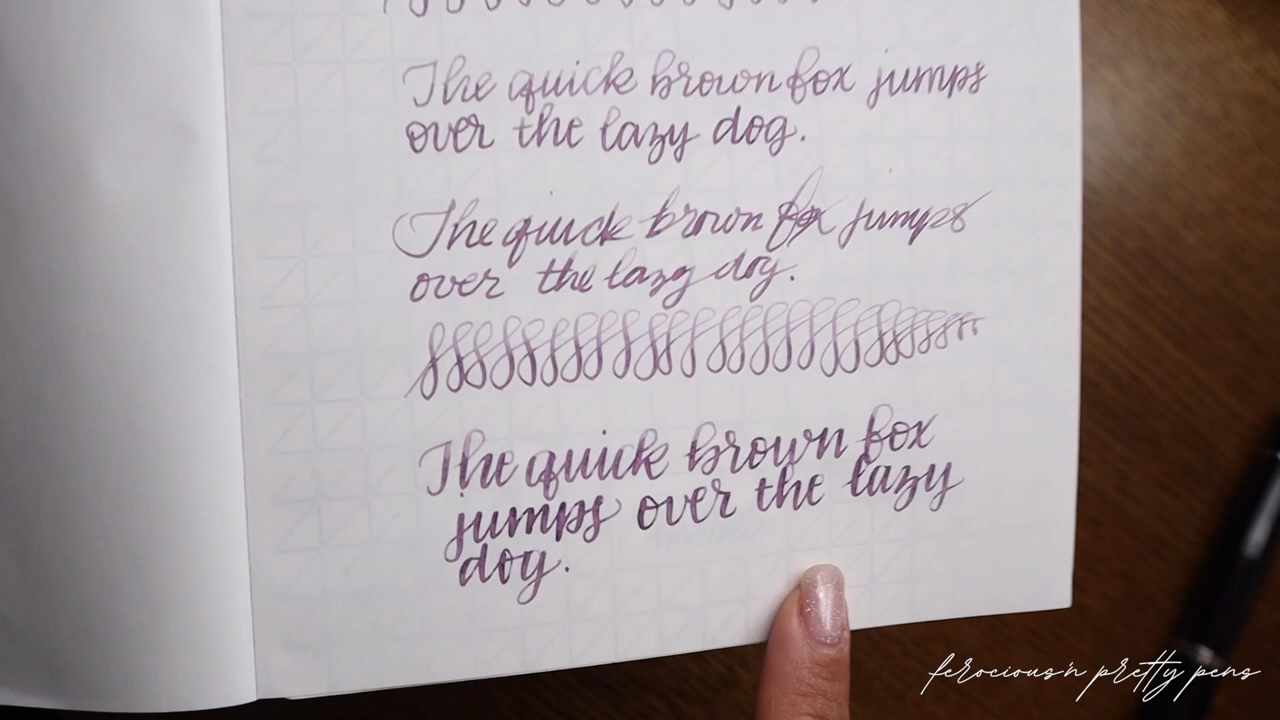 The quick brown fox jumps
over the lazy dog.
The quick brown fox jumps
over the lazy dog.
The quick brown fox
jumps over the lazy
dog.
ferocious'n pretty pens